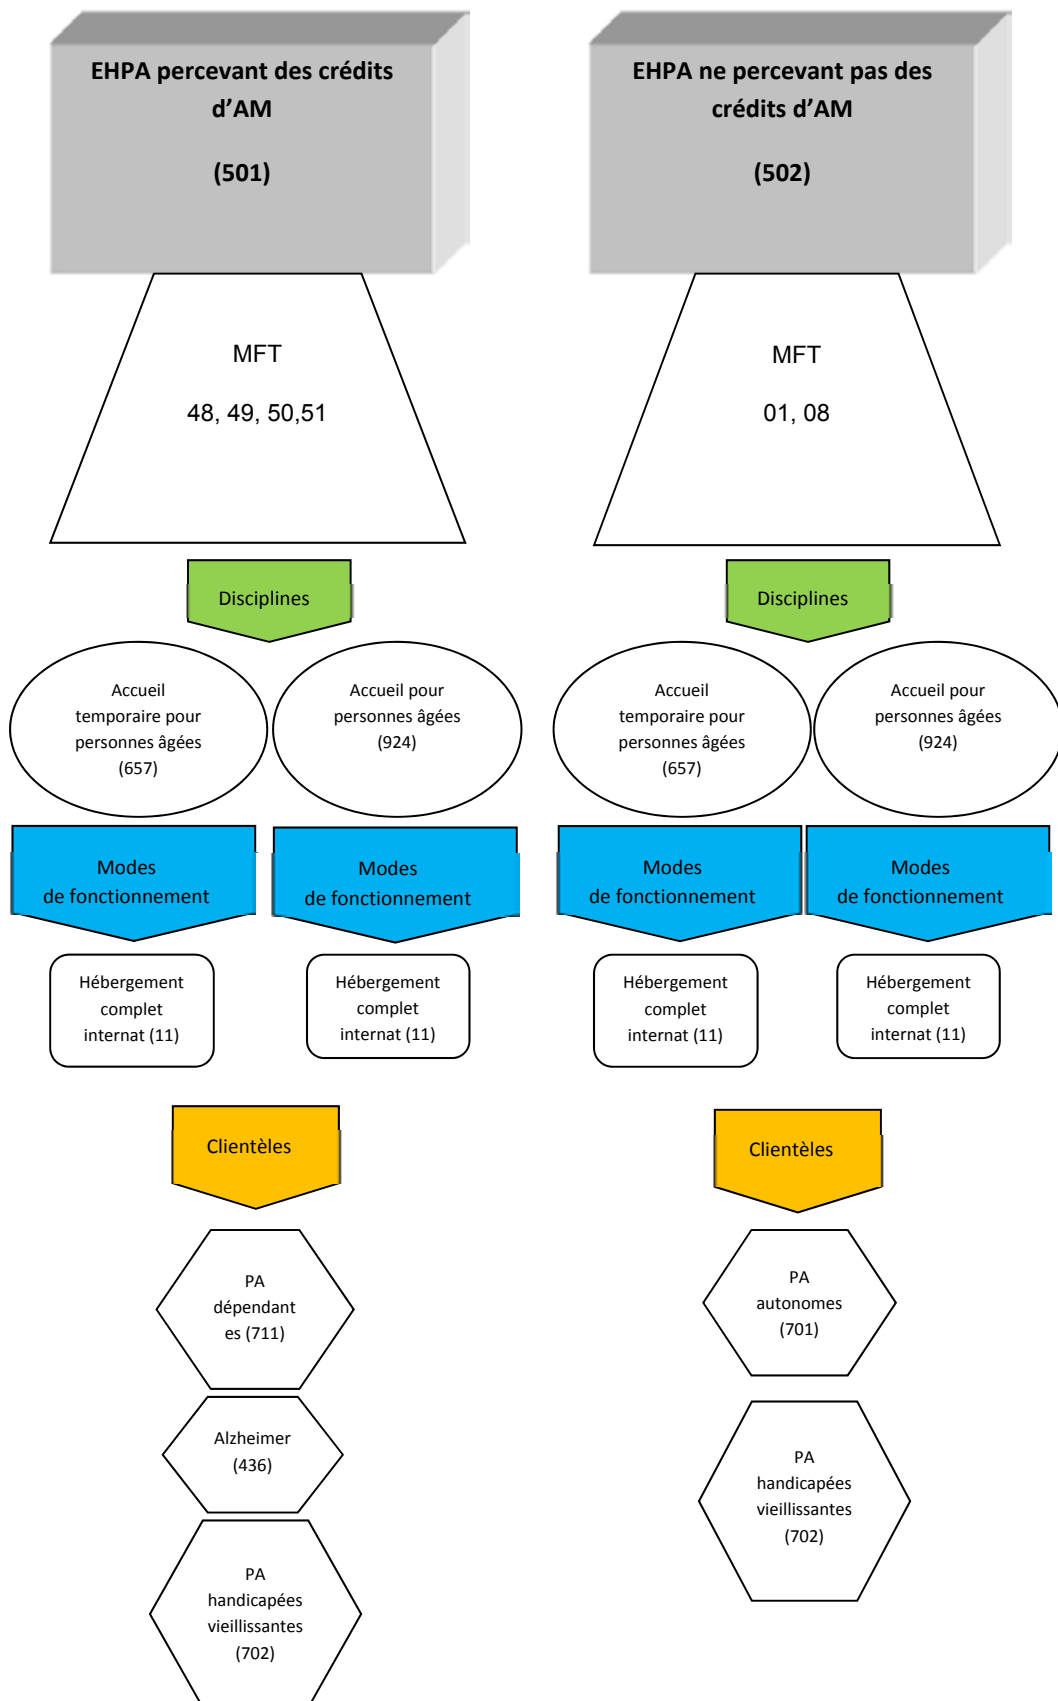 EHPA percevant des crédits
d'AM
(501)
EHPA ne percevant pas des
crédits d'AM
(502)
MFT
48, 49, 50,51
MFT
01, 08
Disciplines
Disciplines
Accueil
temporaire pour
personnes âgées
(657)
Accueil pour
personnes âgées
(924)
Accueil
temporaire pour
personnes âgées
(657)
Accueil pour
personnes âgées
(924)
Modes
de fonctionnement
Modes
de fonctionnement
Modes
de fonctionnement
Modes
de fonctionnement
Hébergement
complet
internat (11)
Hébergement
complet
internat (11)
Hébergement
complet
internat (11)
Hébergement
complet
internat (11)
Clientèles
Clientèles
PA
dépendant
es (711)
Alzheimer
(436)
PA
handicapées
vieillissantes
(702)
PA
autonomes
(701)
PA
handicapées
vieillissantes
(702)